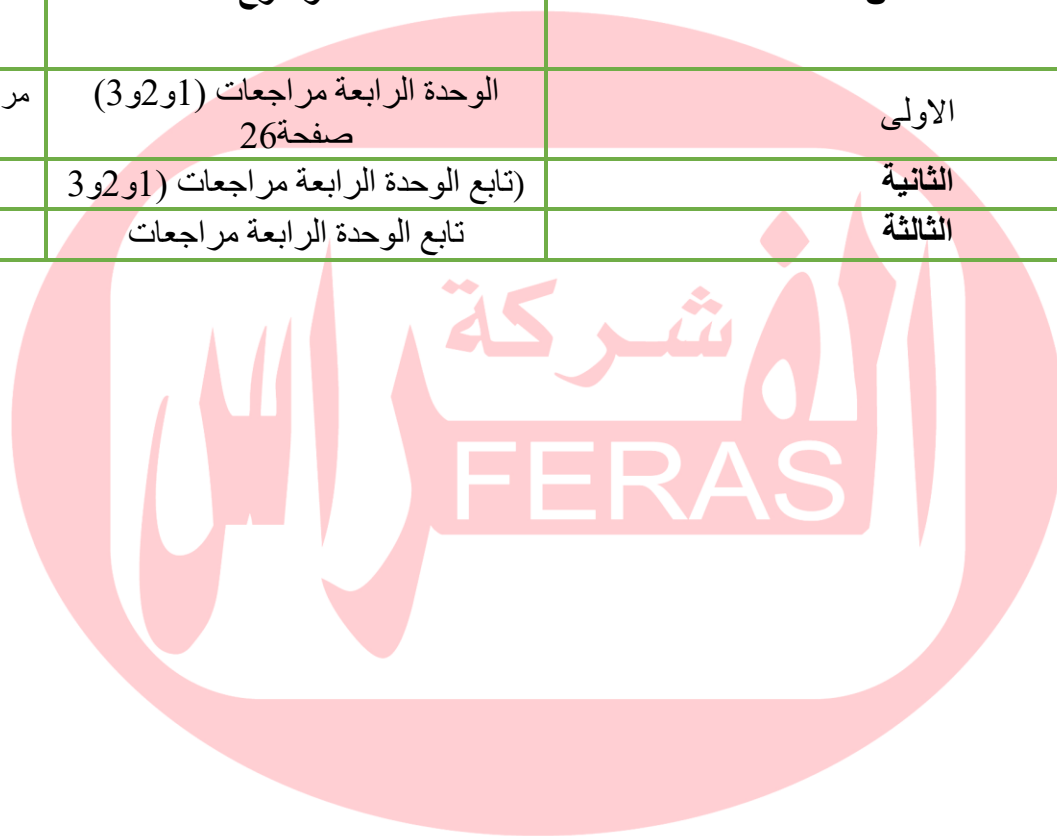 الاولى
الوحدة الرابعة مراجعات (1و2و3)
صفحة26
الثانية
(تابع الوحدة الرابعة مراجعات (1و2و3
الثالثة
تابع الوحدة الرابعة مراجعات
شركة
الفراس
FERAS